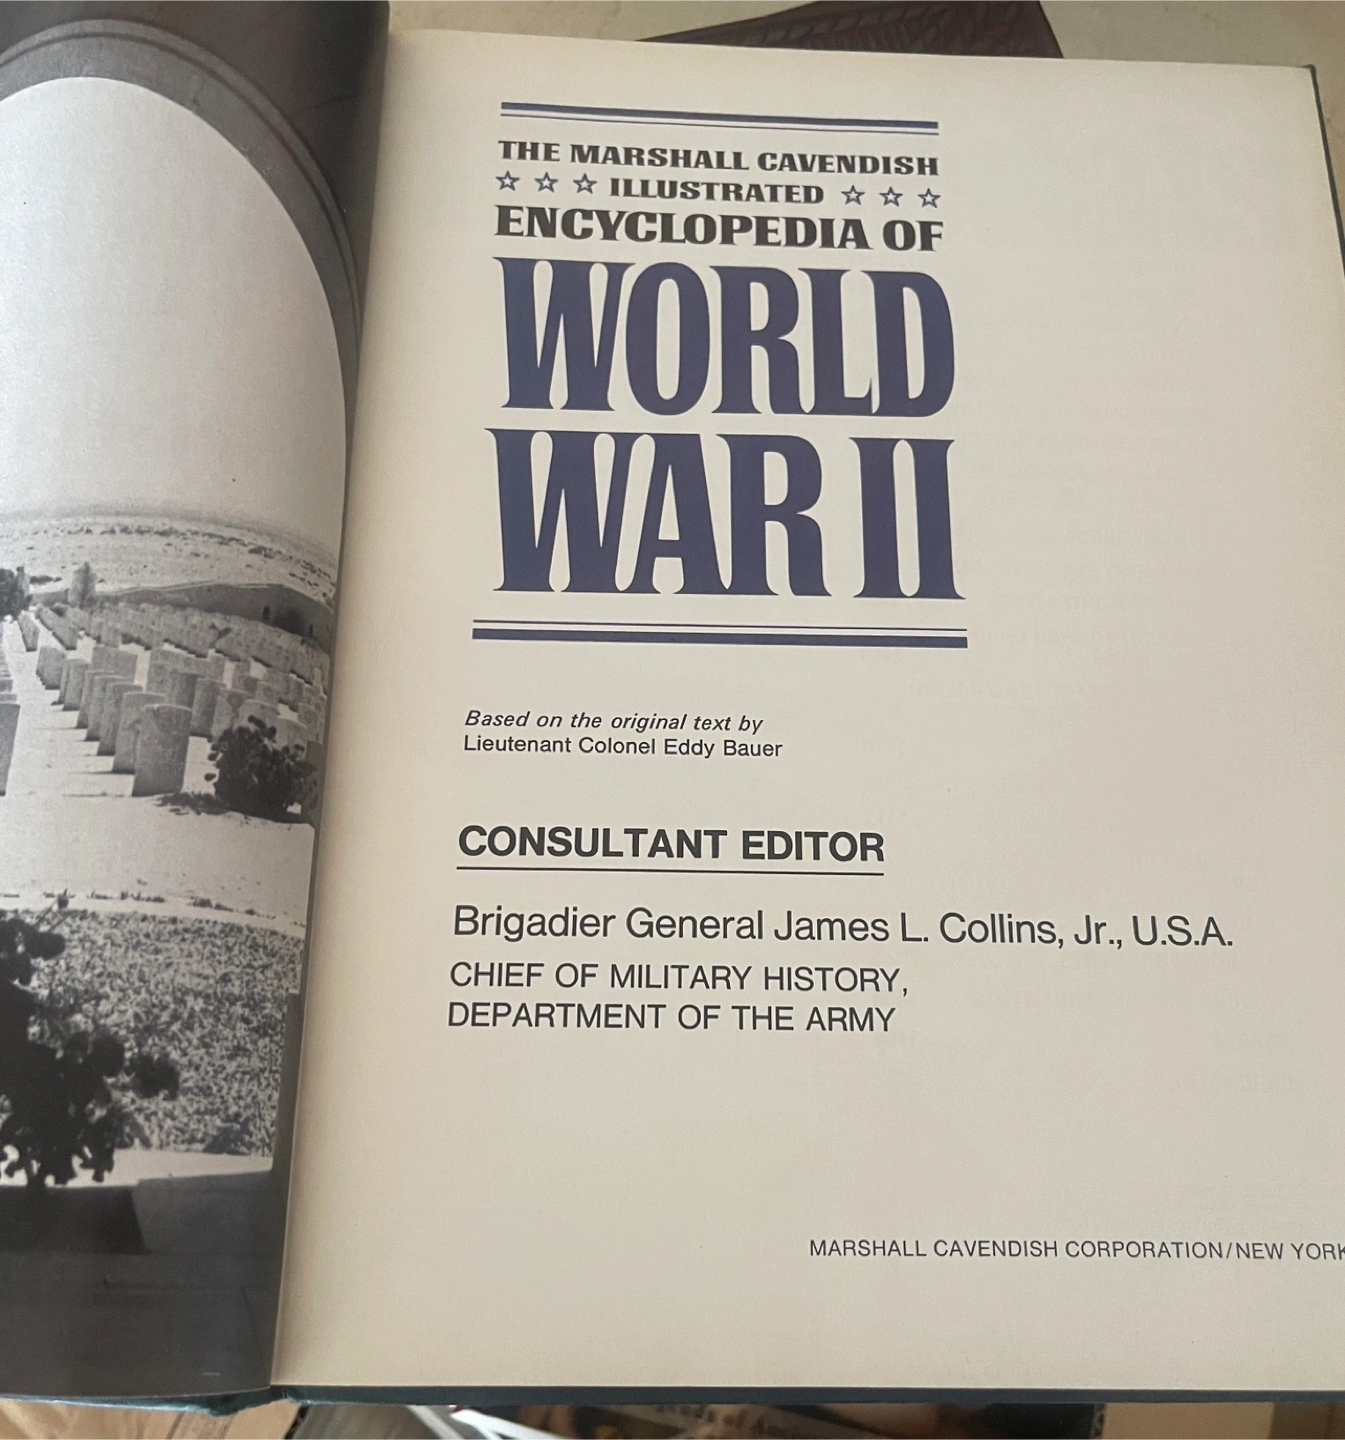 THE MARSHALL CAVENDISH
☆ ☆ ☆ ILLUSTRATED ☆ ☆ ☆
ENCYCLOPEDIA OF
WORLD
WAR II
Based on the original text by
Lieutenant Colonel Eddy Bauer
CONSULTANT EDITOR
Brigadier General James L. Collins, Jr., U.S.A.
CHIEF OF MILITARY HISTORY,
DEPARTMENT OF THE ARMY
MARSHALL CAVENDISH CORPORATION/NEW YORK